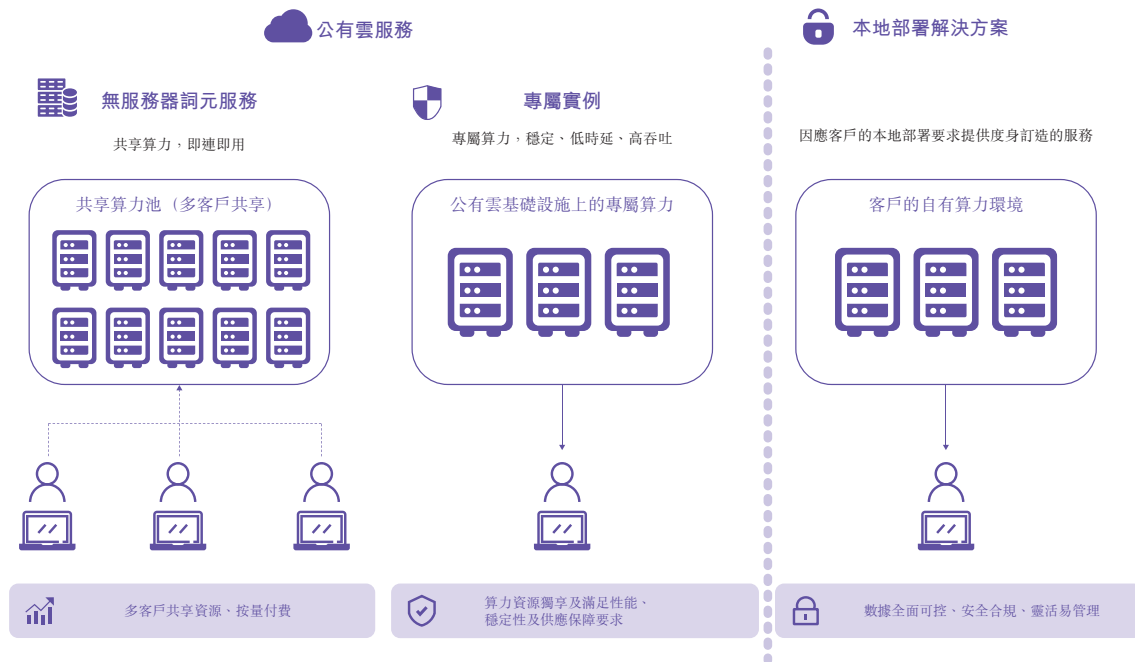 公有雲服務
本地部署解決方案
無服務器詞元服務
專屬實例
共享算力，即連即用
專屬算力，穩定、低時延、高吞吐
因應客戶的本地部署要求提供度身訂造的服務
共享算力池（多客戶共享）
公有雲基礎設施上的專屬算力
客戶的自有算力環境
多客戶共享資源、按量付費
算力資源獨享及滿足性能、
穩定性及供應保障要求
數據全面可控、安全合規、靈活易管理